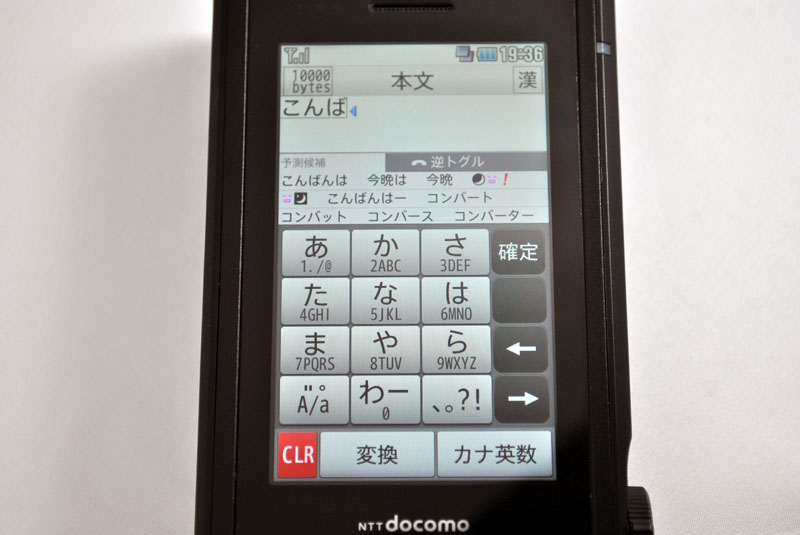 19:36
10000 bytes 本文 漢
こんば
予測候補 逆トグル
こんばんは 今晩は 今晩 !
こんばんはー コンバート
コンバット コンバース コンバーター
あ か さ 確定
1./@ 2ABC 3DEF
た な は
4GHI 5JKL 6MNO
ま や ら ←
7PQRS 8TUV 9WXYZ
゛゜ わー 、。?! →
A/a 0
CLR 変換 カナ英数
NTT docomo